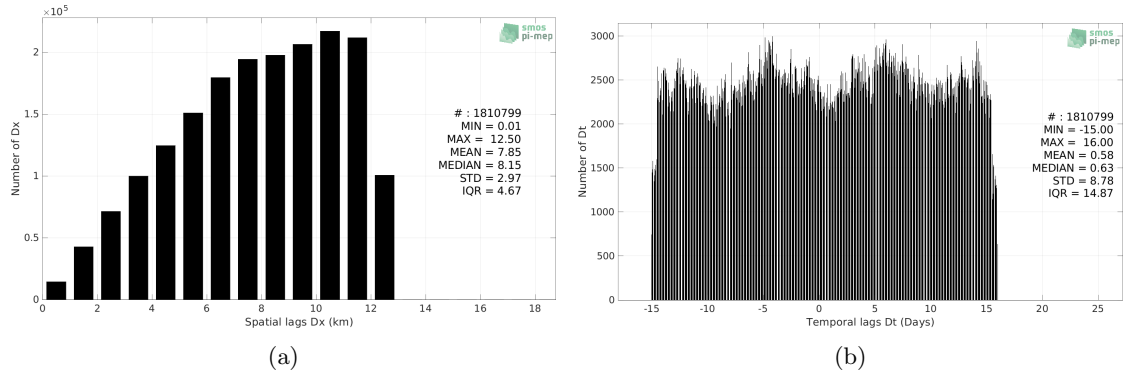 ×10⁵
smos
pi-mep
2
1.5
1
0.5
0
Number of Dx
# : 1810799
MIN = 0.01
MAX = 12.50
MEAN = 7.85
MEDIAN = 8.15
STD = 2.97
IQR = 4.67
0 2 4 6 8 10 12 14 16 18
Spatial lags Dx (km)
(a)
smos
pi-mep
3000
2500
2000
1500
1000
500
0
Number of Dt
# : 1810799
MIN = -15.00
MAX = 16.00
MEAN = 0.58
MEDIAN = 0.63
STD = 8.78
IQR = 14.87
-15 -10 -5 0 5 10 15 20 25
Temporal lags Dt (Days)
(b)